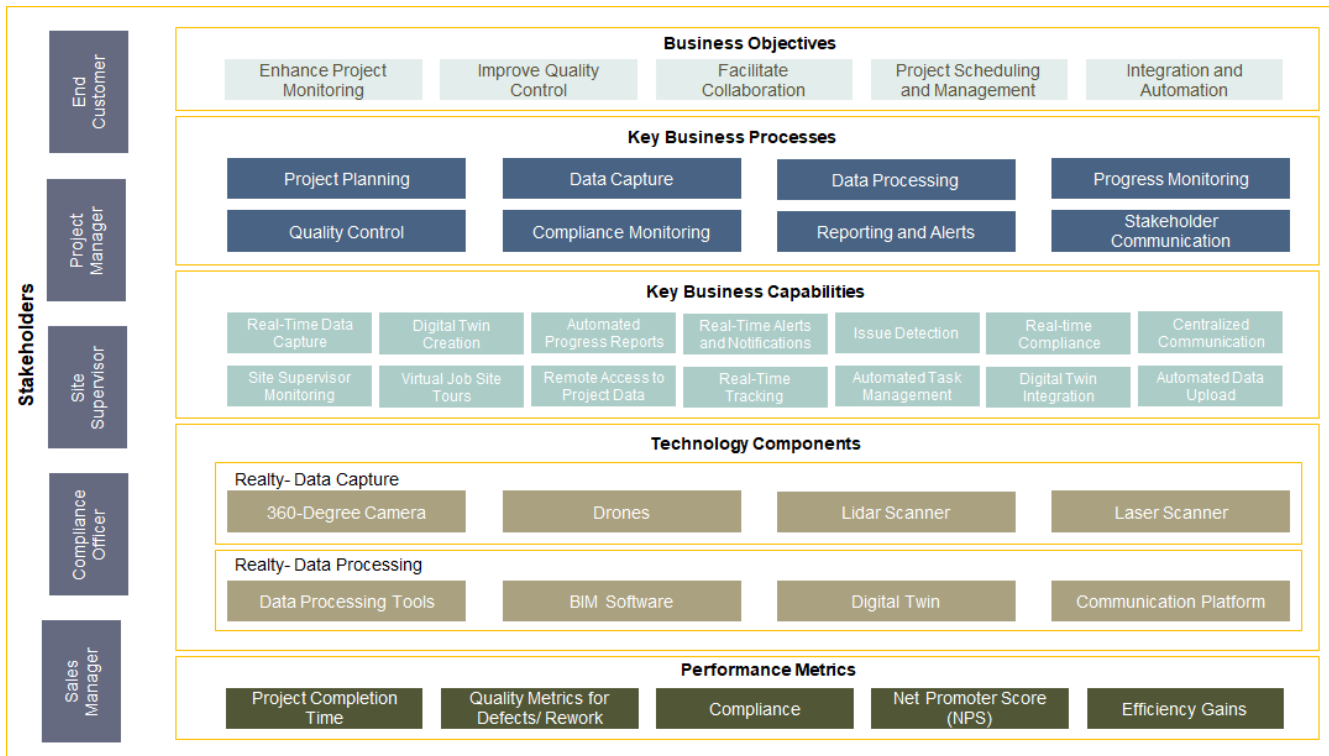 Stakeholders
End
Customer
Project
Manager
Site
Supervisor
Compliance
Officer
Sales
Manager
Business Objectives
Enhance Project
Monitoring
Improve Quality
Control
Facilitate
Collaboration
Project Scheduling
and Management
Integration and
Automation
Key Business Processes
Project Planning
Data Capture
Data Processing
Progress Monitoring
Quality Control
Compliance Monitoring
Reporting and Alerts
Stakeholder
Communication
Key Business Capabilities
Real-Time Data
Capture
Digital Twin
Creation
Automated
Progress Reports
Real-Time Alerts
and Notifications
Issue Detection
Real-time
Compliance
Centralized
Communication
Site Supervisor
Monitoring
Virtual Job Site
Tours
Remote Access to
Project Data
Real-Time
Tracking
Automated Task
Management
Digital Twin
Integration
Automated Data
Upload
Technology Components
Realty- Data Capture
360-Degree Camera
Drones
Lidar Scanner
Laser Scanner
Realty- Data Processing
Data Processing Tools
BIM Software
Digital Twin
Communication Platform
Performance Metrics
Project Completion
Time
Quality Metrics for
Defects/ Rework
Compliance
Net Promoter Score
(NPS)
Efficiency Gains